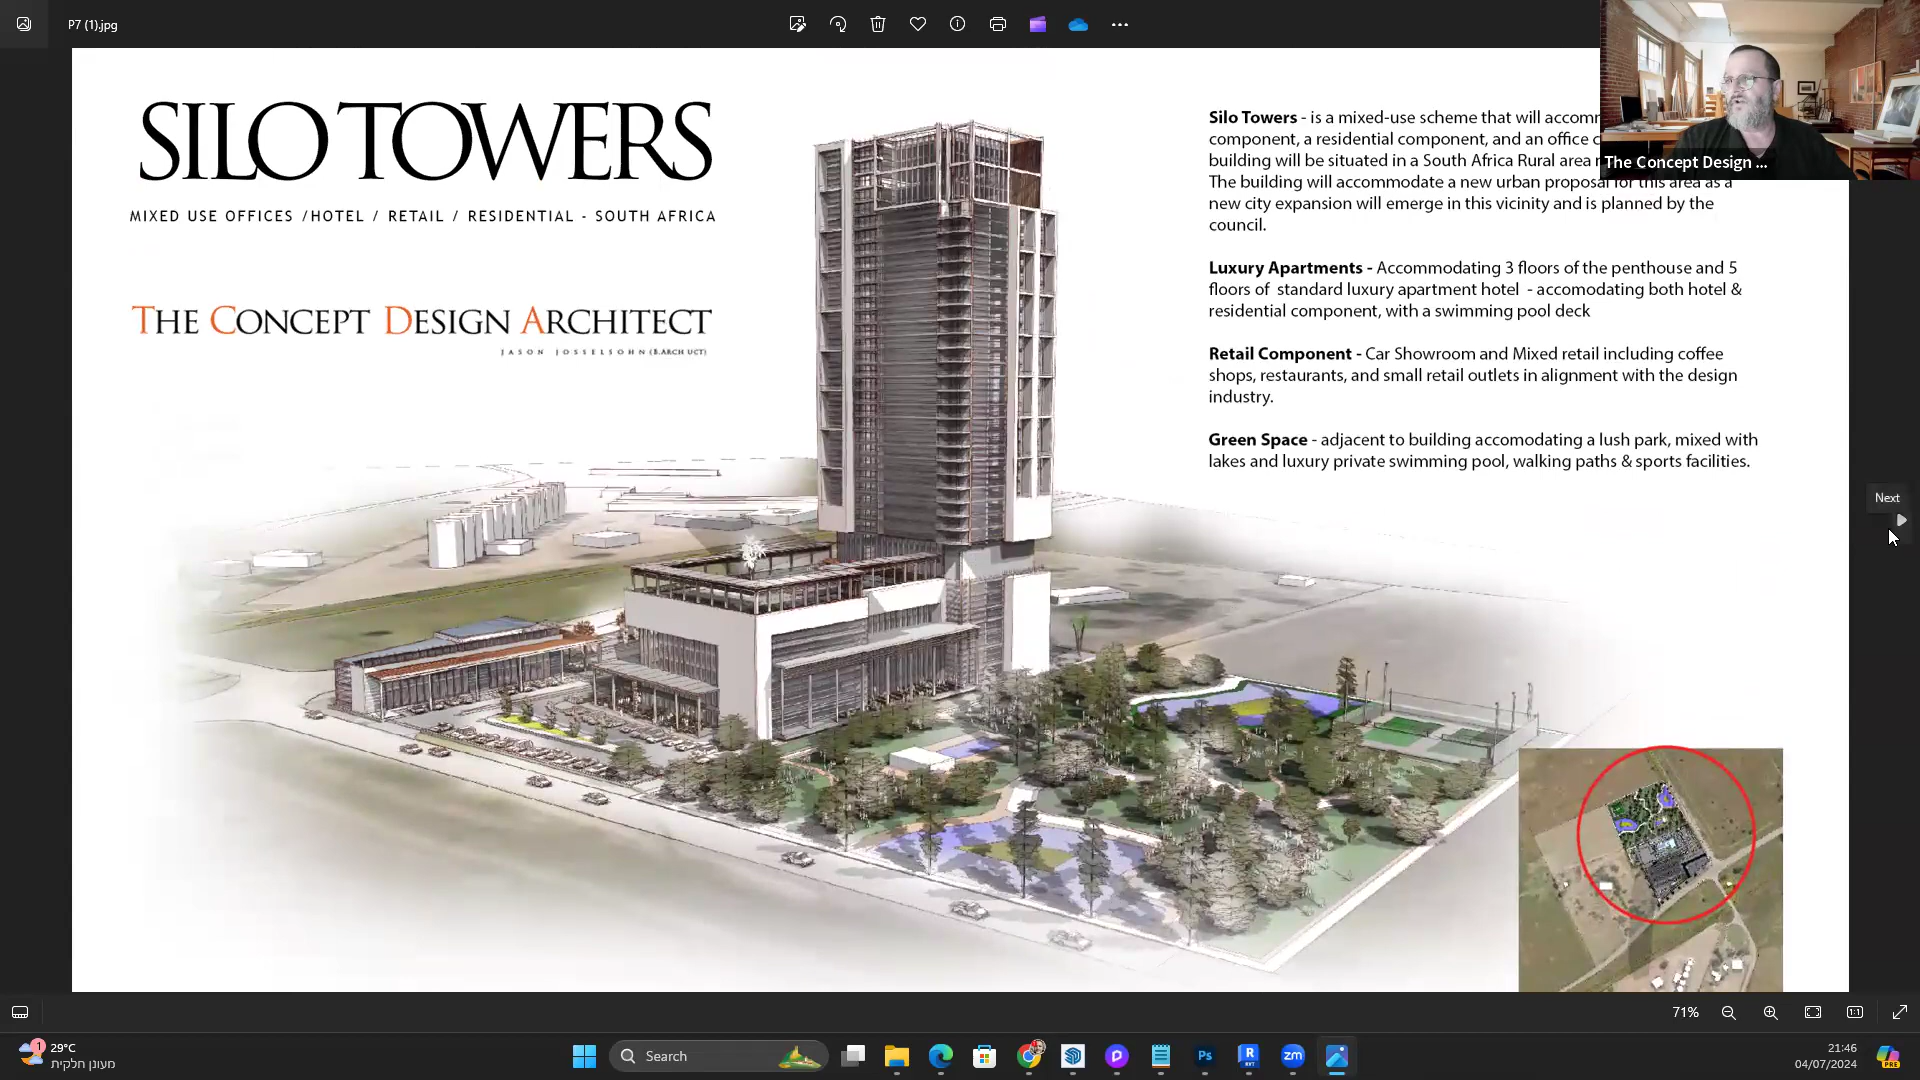 P7 (1).jpg
SILO TOWERS
MIXED USE OFFICES /HOTEL / RETAIL / RESIDENTIAL - SOUTH AFRICA
THE CONCEPT DESIGN ARCHITECT
JASON JOSSELSOHN (B.ARCH UCT)
Silo Towers - is a mixed-use scheme that will
component, a residential component, and an office
building will be situated in a South Africa Rural area
The building will accommodate a new urban proposal for this area as a
new city expansion will emerge in this vicinity and is planned by the
council.
Luxury Apartments - Accommodating 3 floors of the penthouse and 5
floors of standard luxury apartment hotel - accomodating both hotel &
residential component, with a swimming pool deck
Retail Component - Car Showroom and Mixed retail including coffee
shops, restaurants, and small retail outlets in alignment with the design
industry.
Green Space - adjacent to building accomodating a lush park, mixed with
lakes and luxury private swimming pool, walking paths & sports facilities.
The Concept Design ...
Next
71%
1:1
1
29°C
מעונן חלקית
Search
Ps
R
RVT
zm
21:46
04/07/2024
PRE